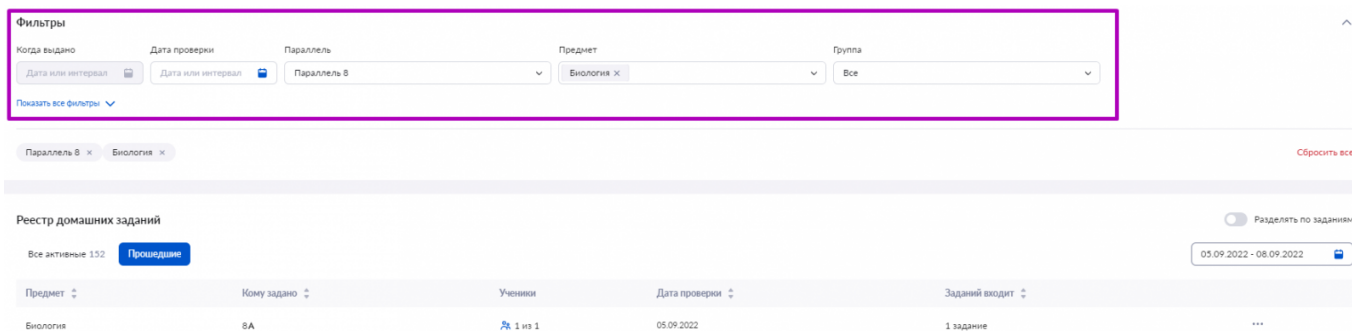 Фильтры
Когда выдано Дата проверки Параллель Предмет Группа
Дата или интервал Дата или интервал Параллель 8 Биология × Все
Показать все фильтры
Параллель 8 × Биология × Сбросить все
Реестр домашних заданий Разделять по заданиям
Все активные 152 Прошедшие 05.09.2022 - 08.09.2022
Предмет Кому задано Ученики Дата проверки Заданий входит
Биология 8А 1 из 1 05.09.2022 1 задание ...